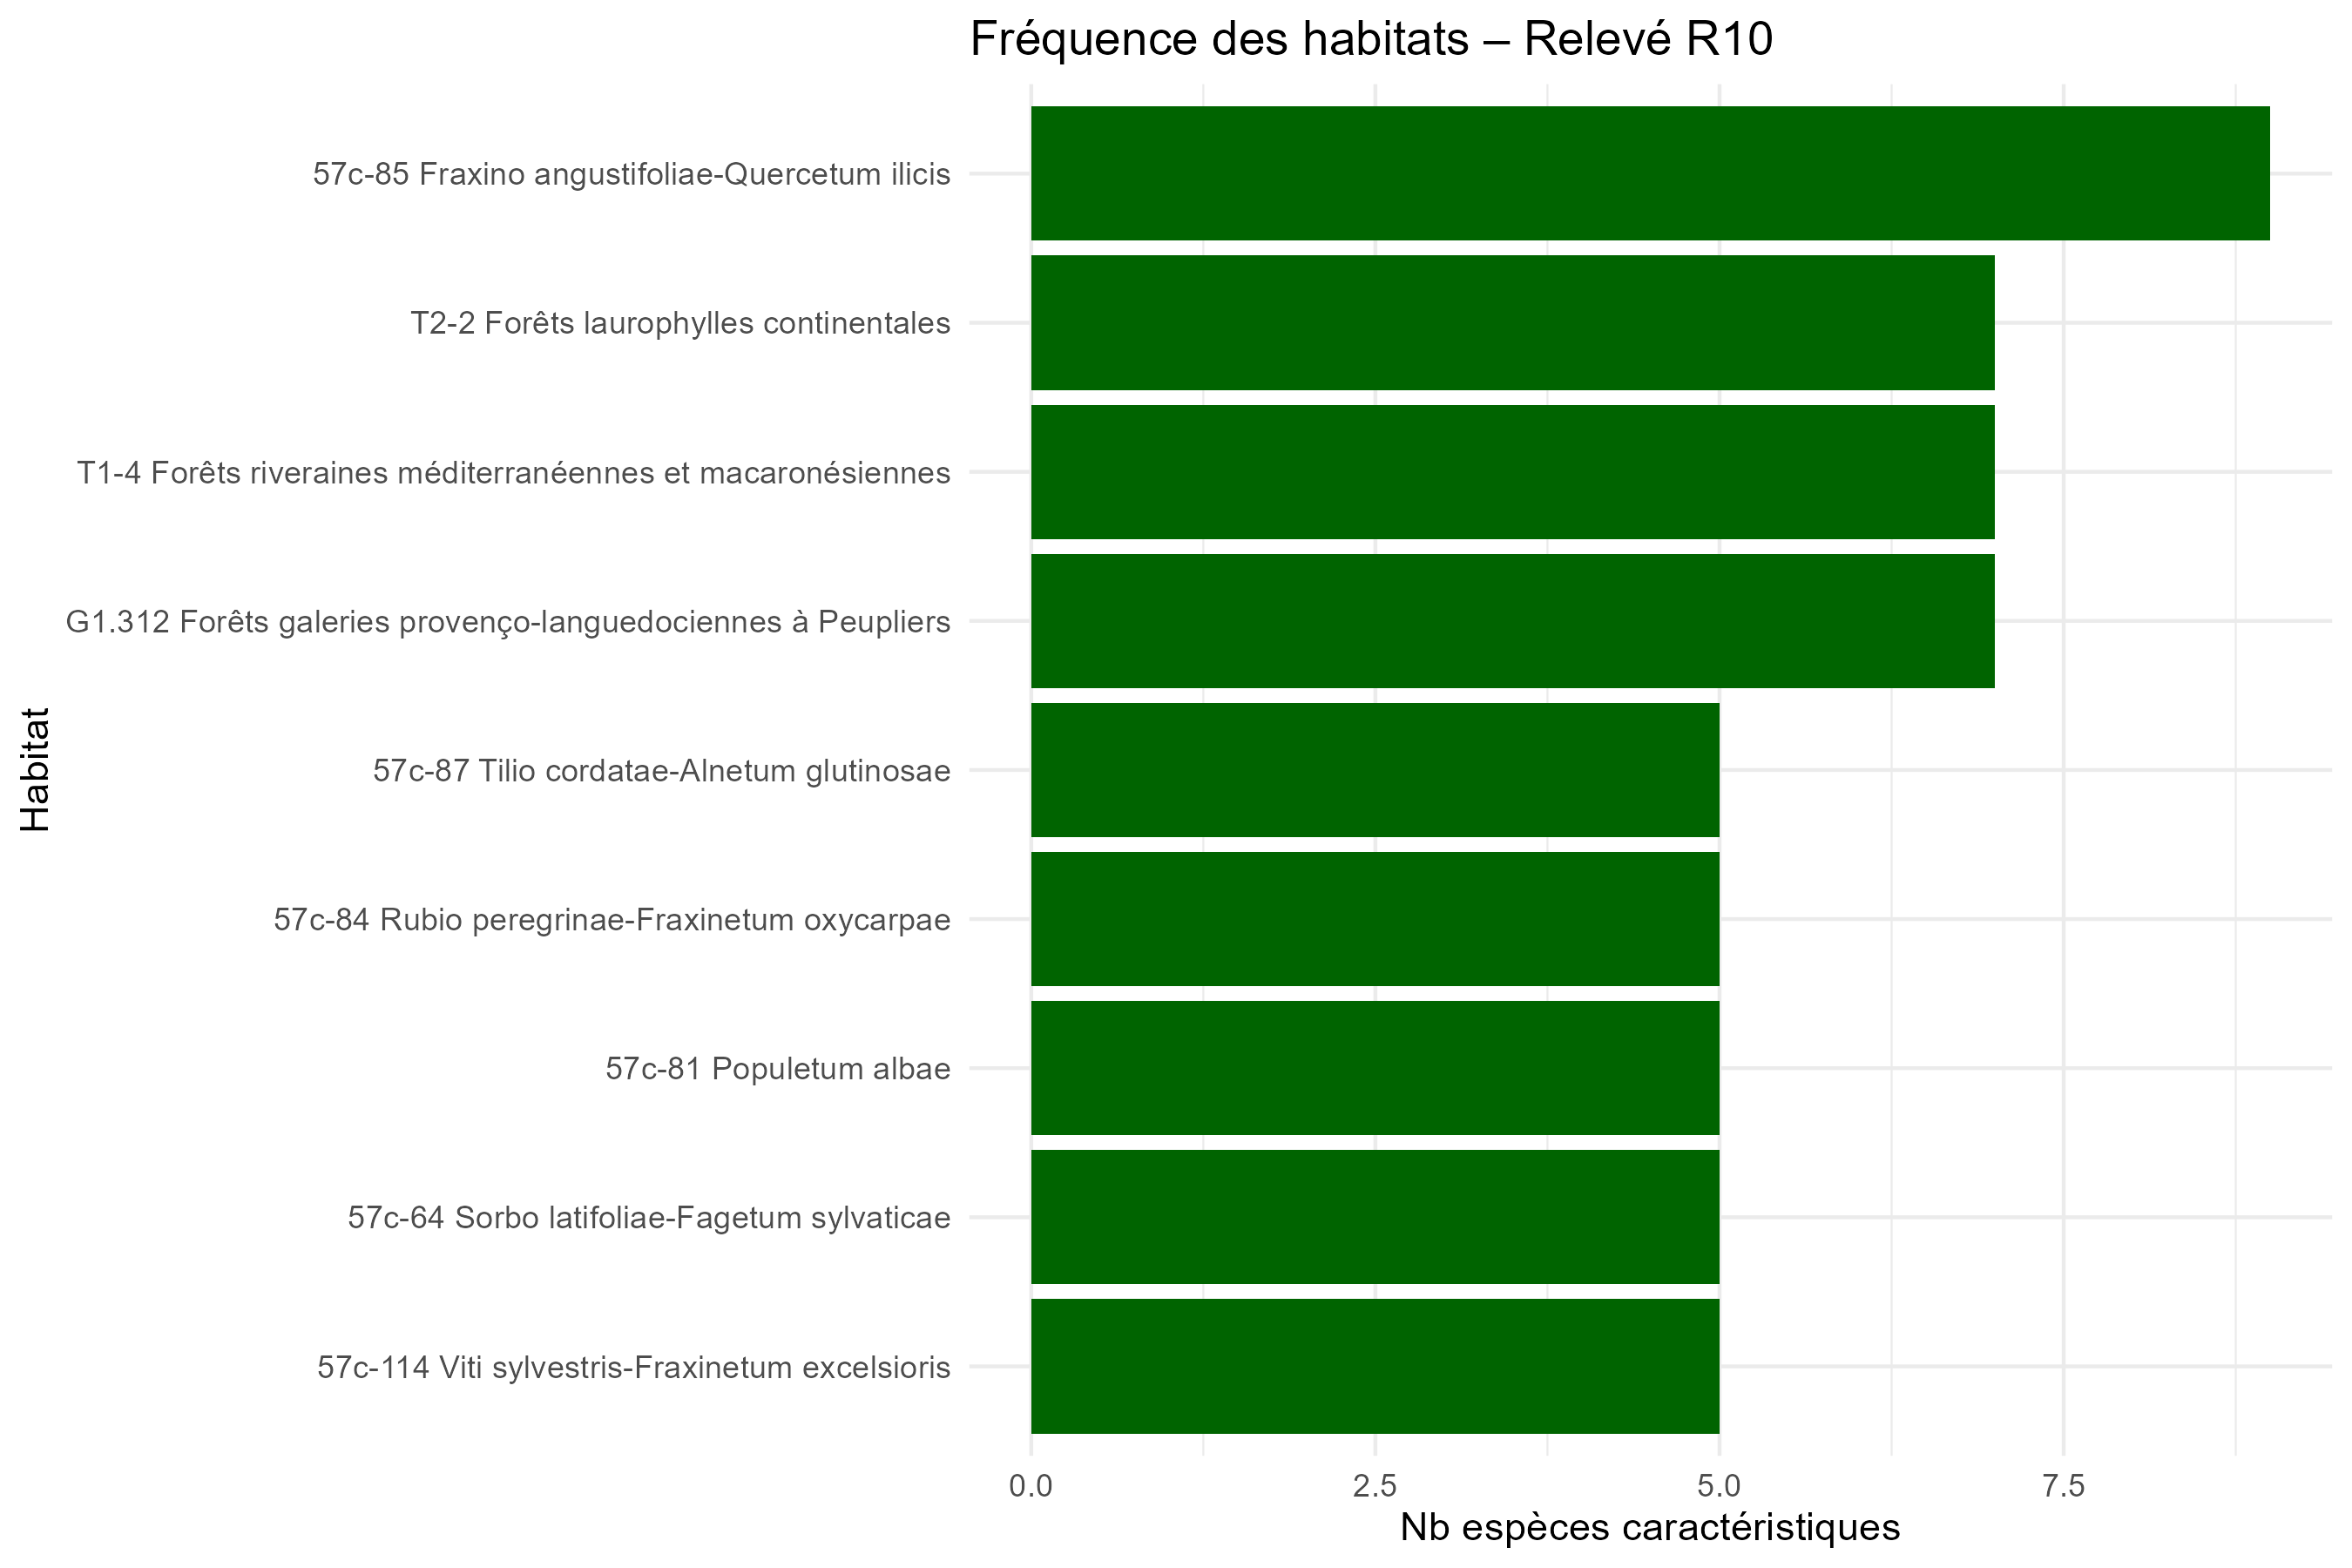 Fréquence des habitats – Relevé R10
57c-85 Fraxino angustifoliae-Quercetum ilicis
T2-2 Forêts laurophylles continentales
T1-4 Forêts riveraines méditerranéennes et macaronésiennes
G1.312 Forêts galeries provenço-languedociennes à Peupliers
57c-87 Tilio cordatae-Alnetum glutinosae
57c-84 Rubio peregrinae-Fraxinetum oxycarpae
57c-81 Populetum albae
57c-64 Sorbo latifoliae-Fagetum sylvaticae
57c-114 Viti sylvestris-Fraxinetum excelsioris
Habitat
0.0 2.5 5.0 7.5
Nb espèces caractéristiques